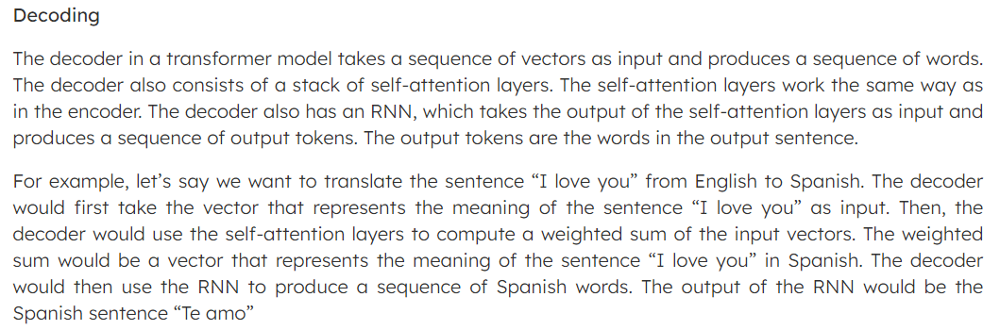 Decoding
The decoder in a transformer model takes a sequence of vectors as input and produces a sequence of words.
The decoder also consists of a stack of self-attention layers. The self-attention layers work the same way as
in the encoder. The decoder also has an RNN, which takes the output of the self-attention layers as input and
produces a sequence of output tokens. The output tokens are the words in the output sentence.
For example, let’s say we want to translate the sentence “I love you” from English to Spanish. The decoder
would first take the vector that represents the meaning of the sentence “I love you” as input. Then, the
decoder would use the self-attention layers to compute a weighted sum of the input vectors. The weighted
sum would be a vector that represents the meaning of the sentence “I love you” in Spanish. The decoder
would then use the RNN to produce a sequence of Spanish words. The output of the RNN would be the
Spanish sentence “Te amo”